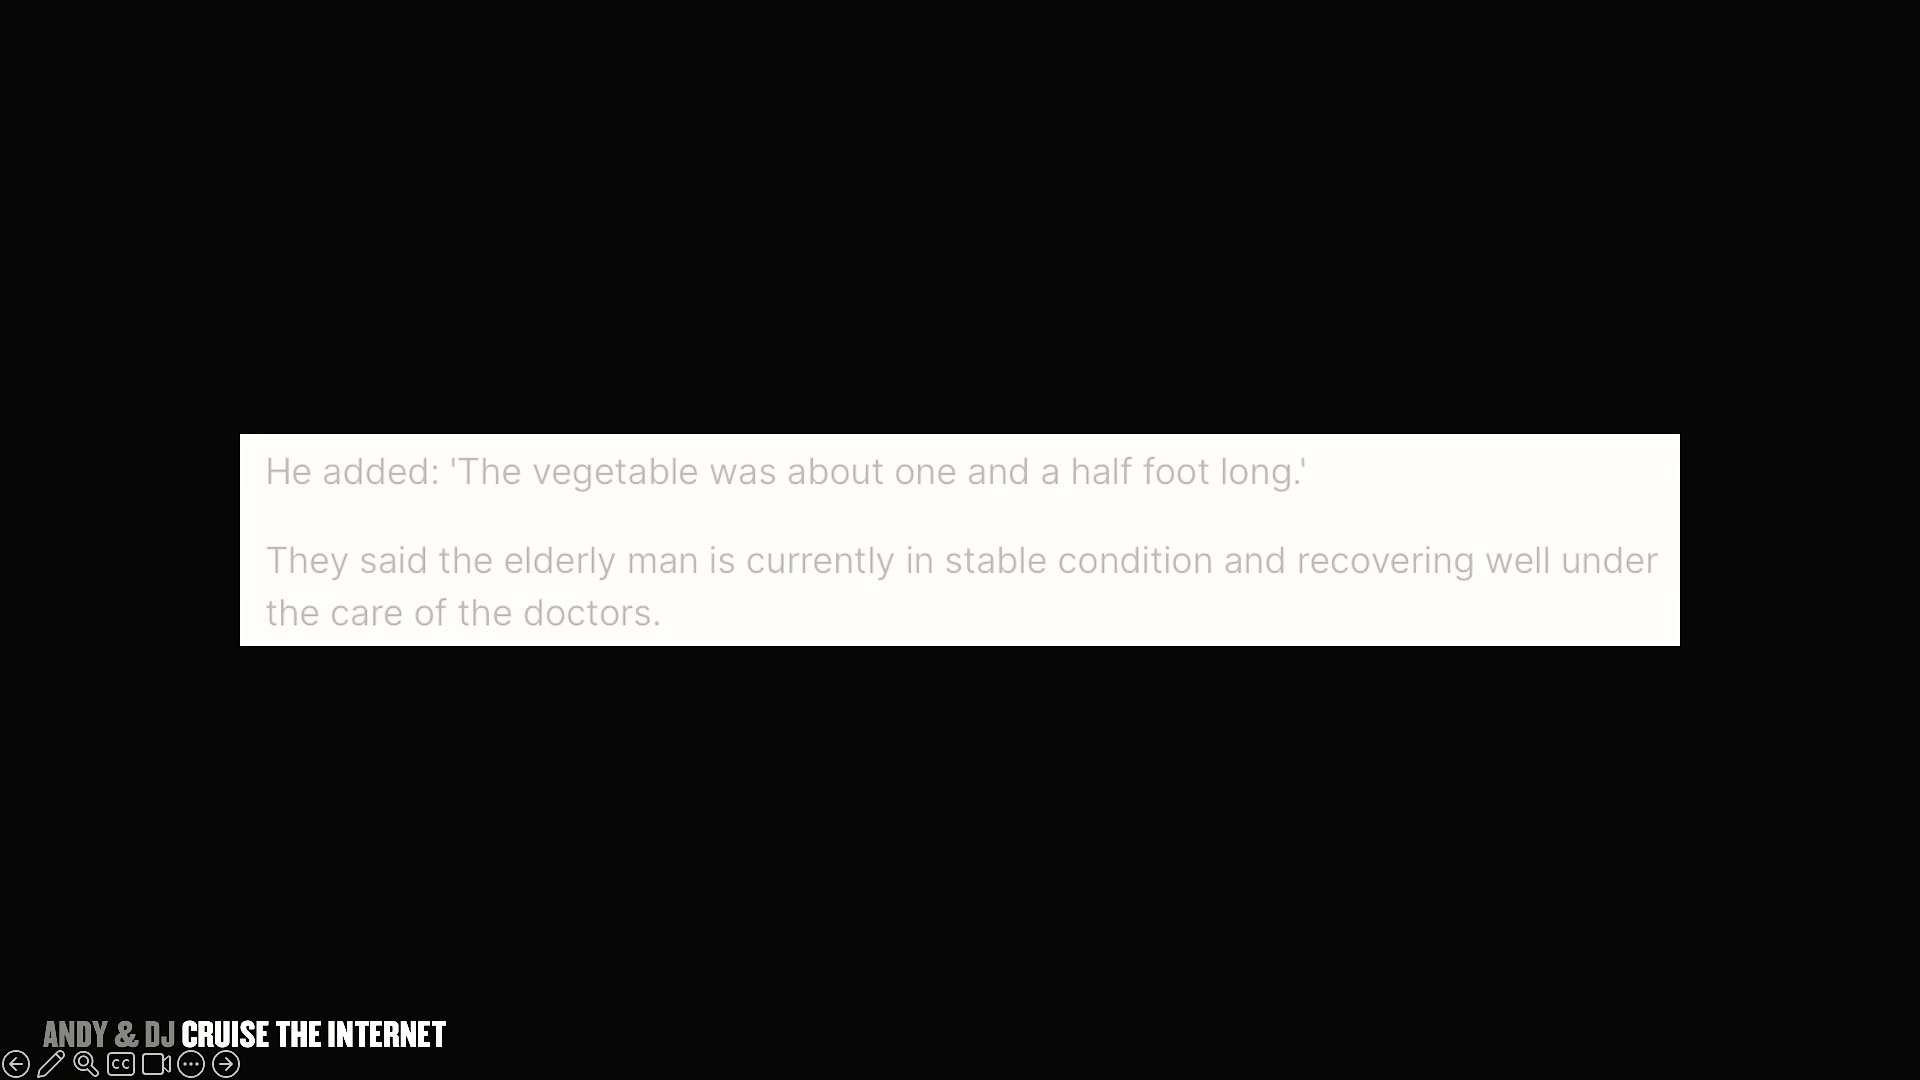 He added: 'The vegetable was about one and a half foot long.'
They said the elderly man is currently in stable condition and recovering well under
the care of the doctors.
ANDY & DJ CRUISE THE INTERNET
CC